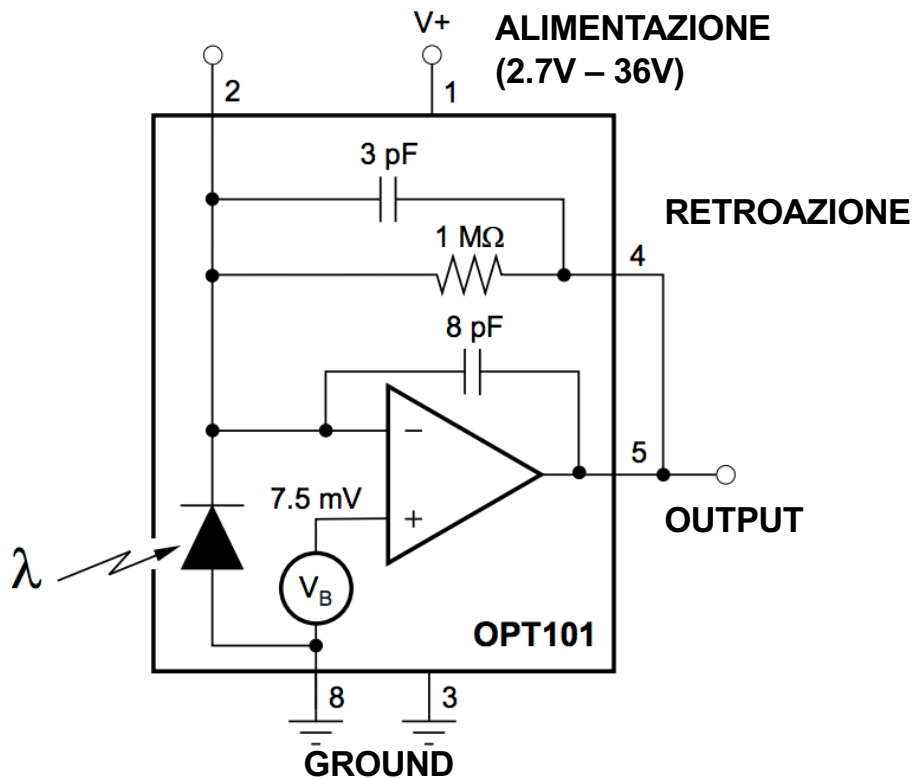 V+
ALIMENTAZIONE
(2.7V – 36V)
2
1
3 pF
RETROAZIONE
1 MΩ
4
8 pF
−
5
7.5 mV
+
OUTPUT
λ
VB
OPT101
8
3
GROUND